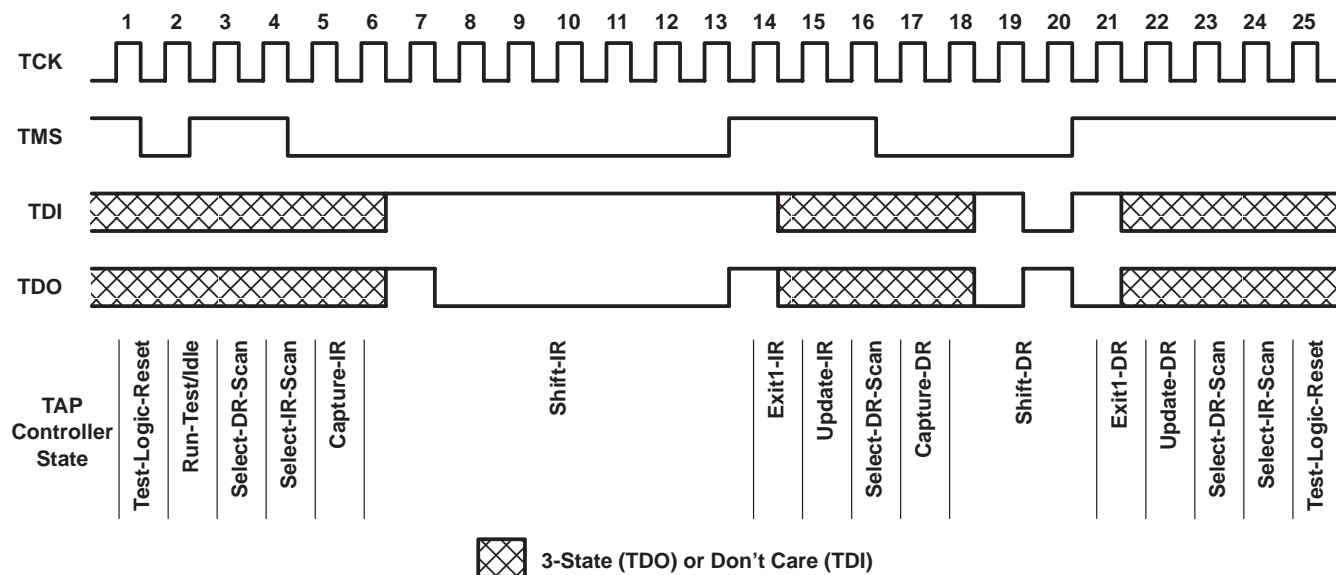 1 2 3 4 5 6 7 8 9 10 11 12 13 14 15 16 17 18 19 20 21 22 23 24 25
TCK
TMS
TDI
TDO
TAP
Controller
State
Test-Logic-Reset
Run-Test/Idle
Select-DR-Scan
Select-IR-Scan
Capture-IR
Shift-IR
Exit1-IR
Update-IR
Select-DR-Scan
Capture-DR
Shift-DR
Exit1-DR
Update-DR
Select-DR-Scan
Select-IR-Scan
Test-Logic-Reset
3-State (TDO) or Don’t Care (TDI)